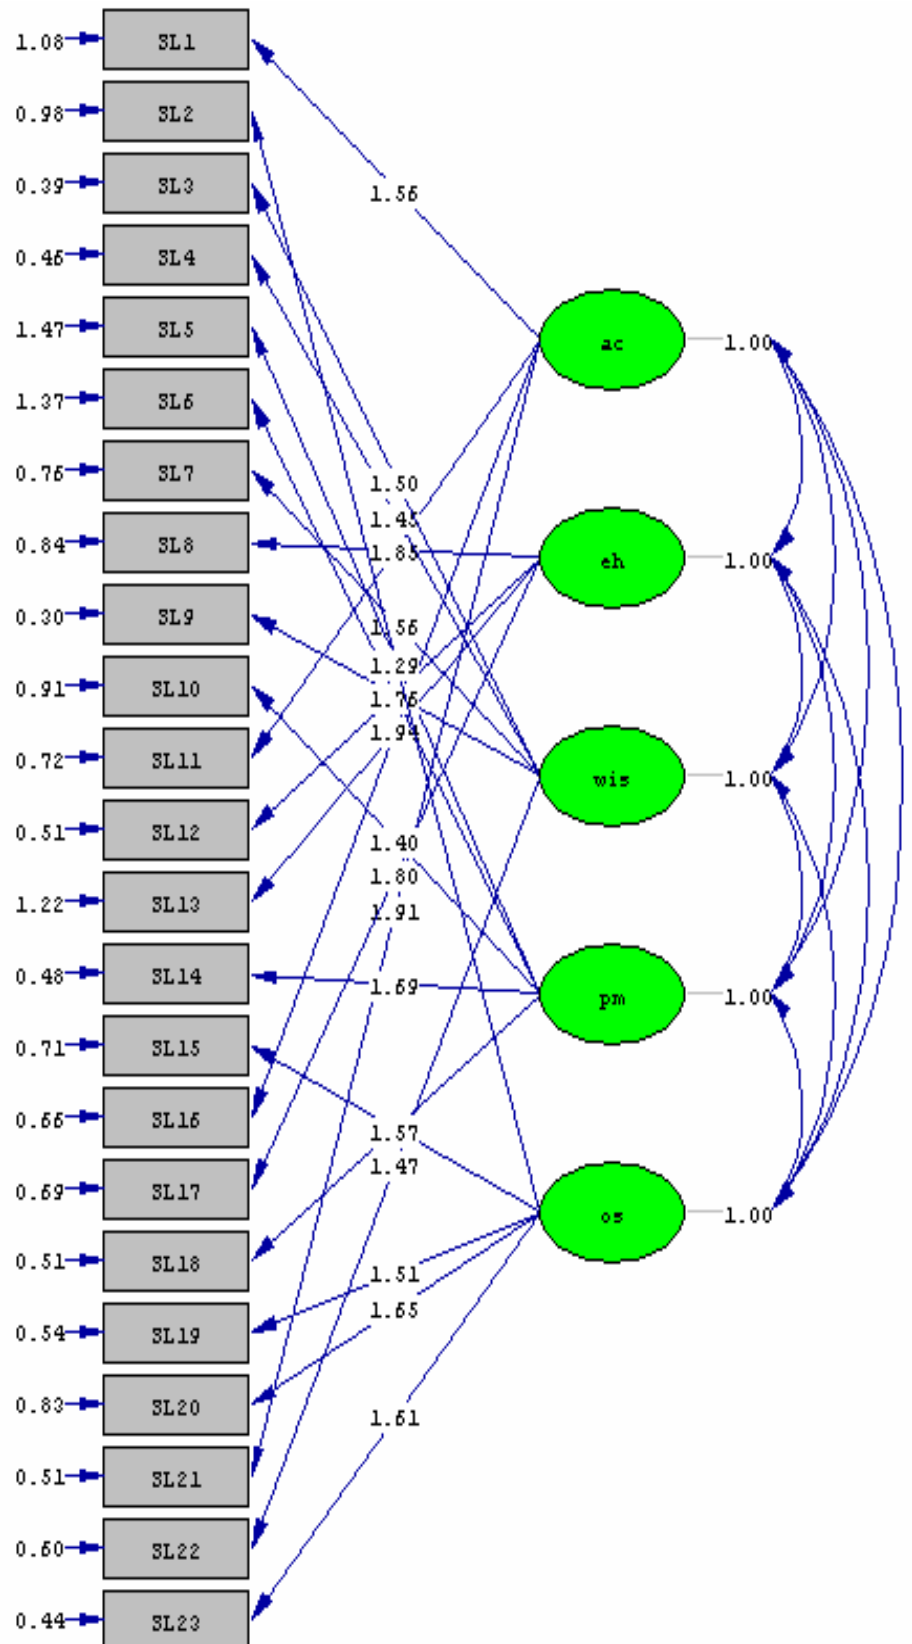 1.08 SL1
0.98 SL2
0.39 SL3
1.56
0.46 SL4
1.47 SL5
ac 1.00
1.37 SL6
0.76 SL7
1.50
1.45
0.84 SL8
1.85
eh 1.00
0.30 SL9
1.56
1.29
0.91 SL10
1.76
1.94
0.72 SL11
wis 1.00
0.51 SL12
1.40
1.80
1.22 SL13
1.91
0.48 SL14
1.69
pm 1.00
0.71 SL15
0.66 SL16
1.57
1.47
0.69 SL17
os 1.00
0.51 SL18
1.51
1.65
0.54 SL19
0.83 SL20
1.61
0.51 SL21
0.60 SL22
0.44 SL23